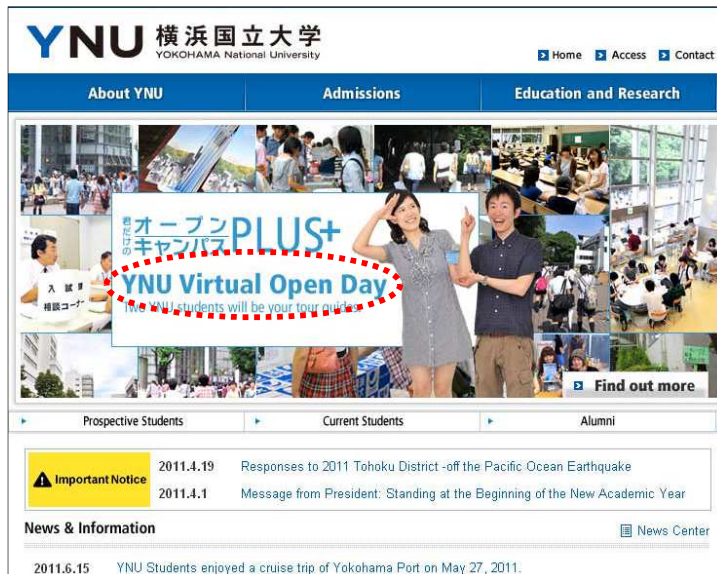 YNU 横浜国立大学
YOKOHAMA National University
Home Access Contact
About YNU Admissions Education and Research
君だけの オープンキャンパス PLUS+
YNU Virtual Open Day
Two YNU students will be your tour guides.
入試課
相談コーナー
Find out more
Prospective Students Current Students Alumni
Important Notice
2011.4.19 Responses to 2011 Tohoku District -off the Pacific Ocean Earthquake
2011.4.1 Message from President: Standing at the Beginning of the New Academic Year
News & Information News Center
2011.6.15 YNU Students enjoyed a cruise trip of Yokohama Port on May 27, 2011.